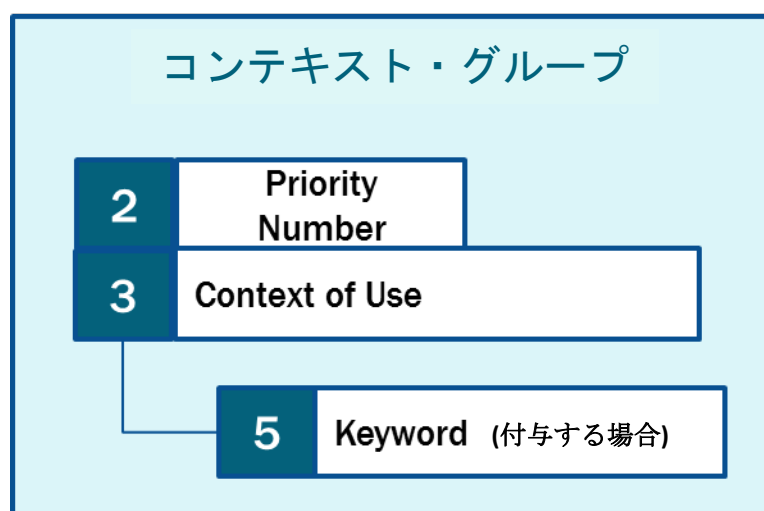 コンテキスト・グループ
2 Priority
Number
3 Context of Use
5 Keyword (付与する場合)